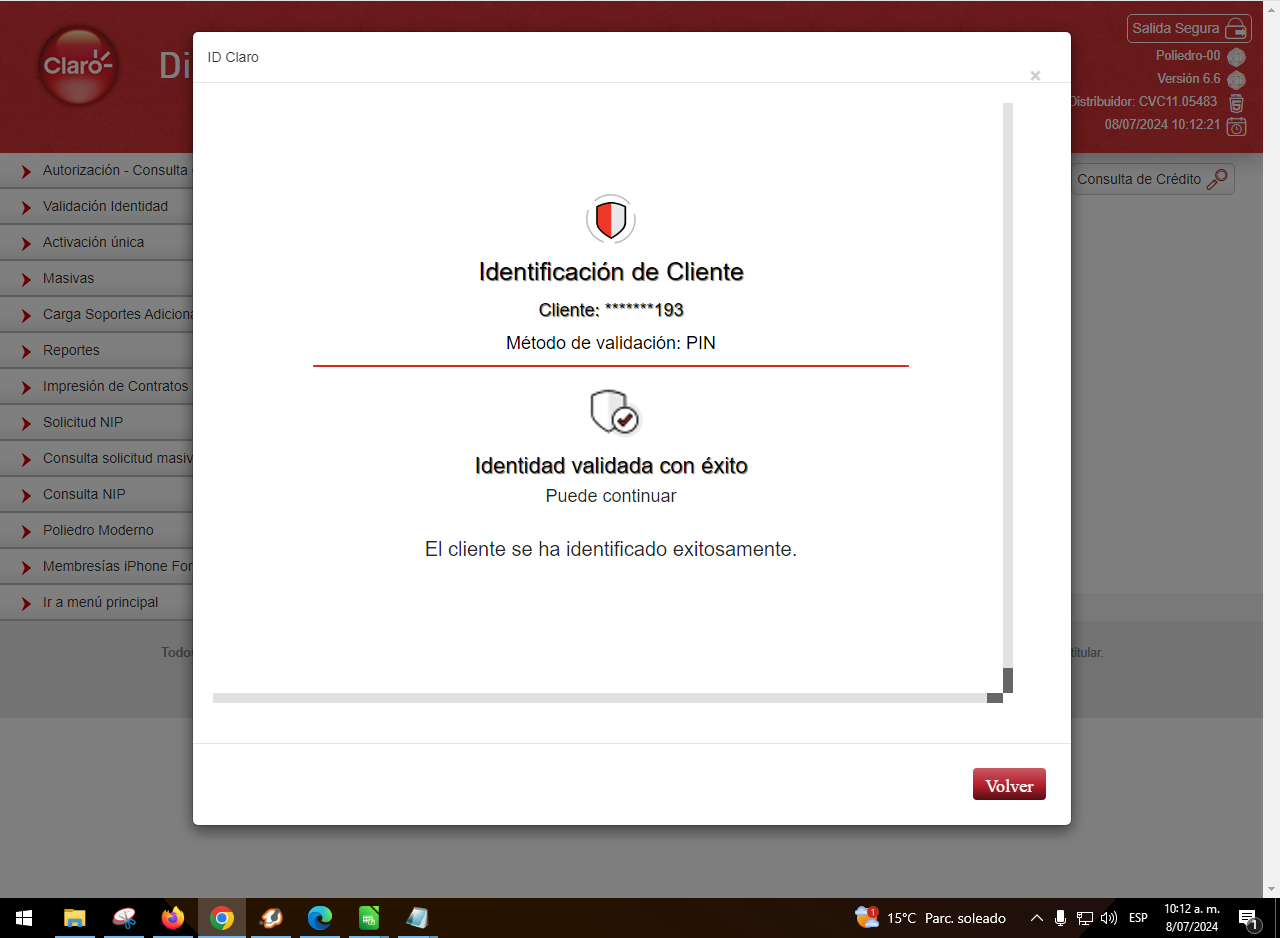 Claro
Di
Salida Segura
Poliedro-00
Versión 6.6
Distribuidor: CVC11.05483
08/07/2024 10:12:21
ID Claro
×
Autorización - Consulta
Validación Identidad
Activación única
Masivas
Carga Soportes Adiciona
Reportes
Impresión de Contratos
Solicitud NIP
Consulta solicitud masiv
Consulta NIP
Poliedro Moderno
Membresías iPhone For
Ir a menú principal
Consulta de Crédito
Identificación de Cliente
Cliente: *******193
Método de validación: PIN
Identidad validada con éxito
Puede continuar
El cliente se ha identificado exitosamente.
Todos
titular.
Volver
1
15°C Parc. soleado
ESP
10:12 a. m.
8/07/2024
1